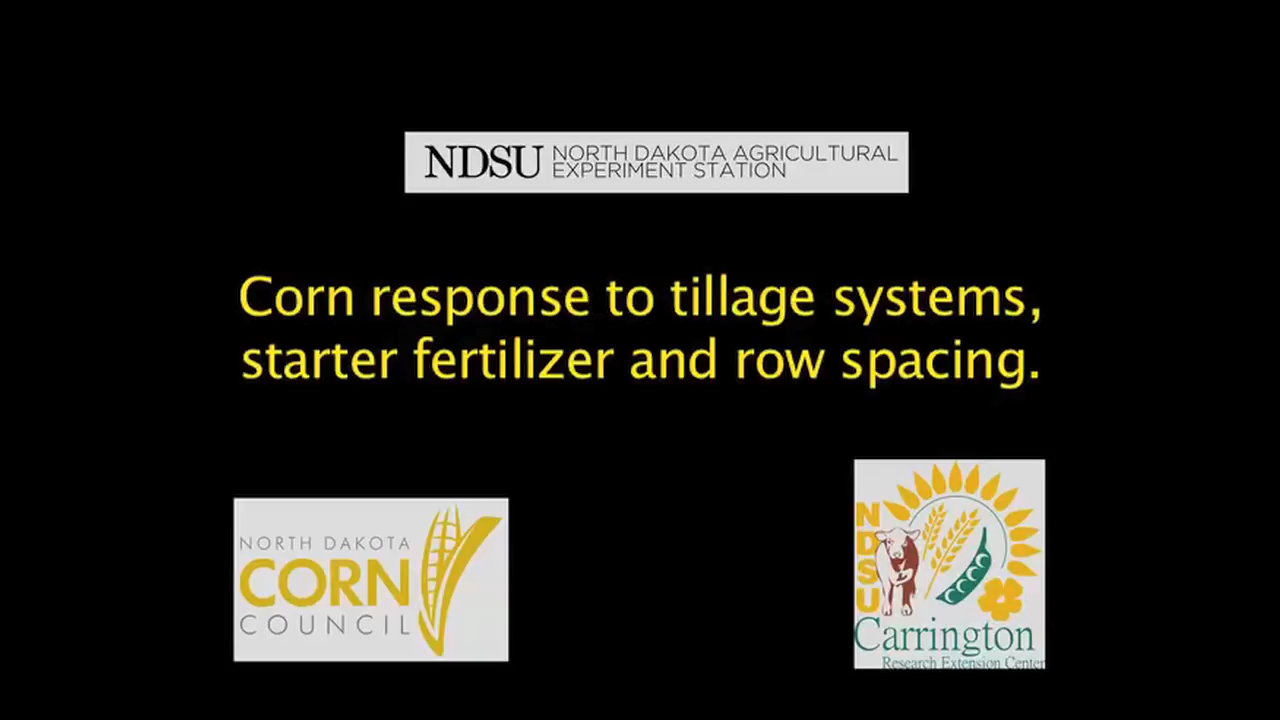 NDSU NORTH DAKOTA AGRICULTURAL
EXPERIMENT STATION
Corn response to tillage systems,
starter fertilizer and row spacing.
NORTH DAKOTA
CORN
COUNCIL
NDSU
Carrington
Research Extension Center